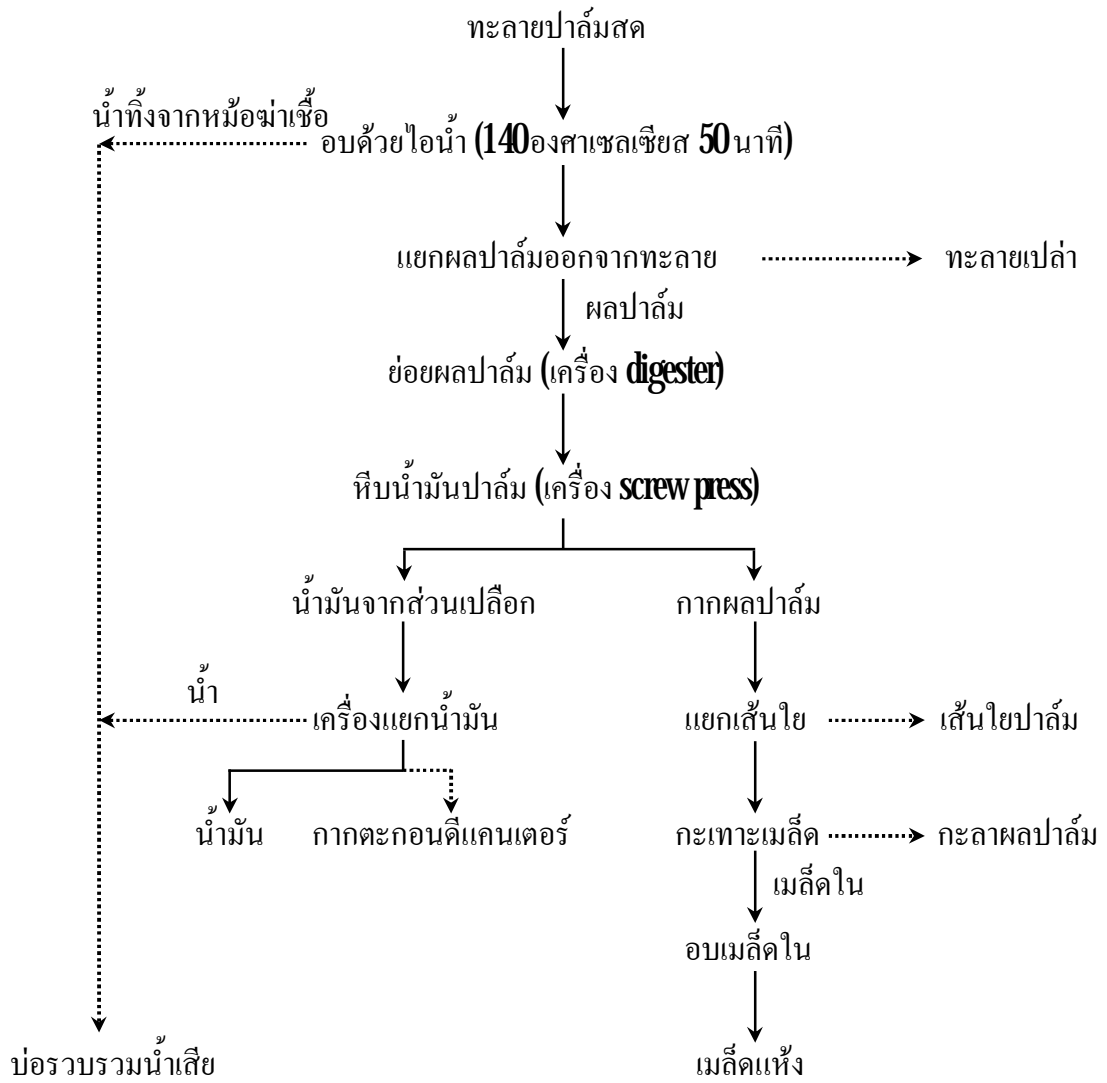 ทะลายปาล์มสด
น้ำทิ้งจากหม้อฆ่าเชื้อ
อบด้วยไอน้ำ (140องศาเซลเซียส 50นาที)
แยกผลปาล์มออกจากทะลาย
ทะลายเปล่า
ผลปาล์ม
ย่อยผลปาล์ม (เครื่อง digester)
หีบน้ำมันปาล์ม (เครื่อง screw press)
น้ำมันจากส่วนเปลือก
กากผลปาล์ม
น้ำ
เครื่องแยกน้ำมัน
แยกเส้นใย
เส้นใยปาล์ม
น้ำมัน
กากตะกอนดีแคนเตอร์
กะเทาะเมล็ด
กะลาผลปาล์ม
เมล็ดใน
อบเมล็ดใน
บ่อรวบรวมน้ำเสีย
เมล็ดแห้ง